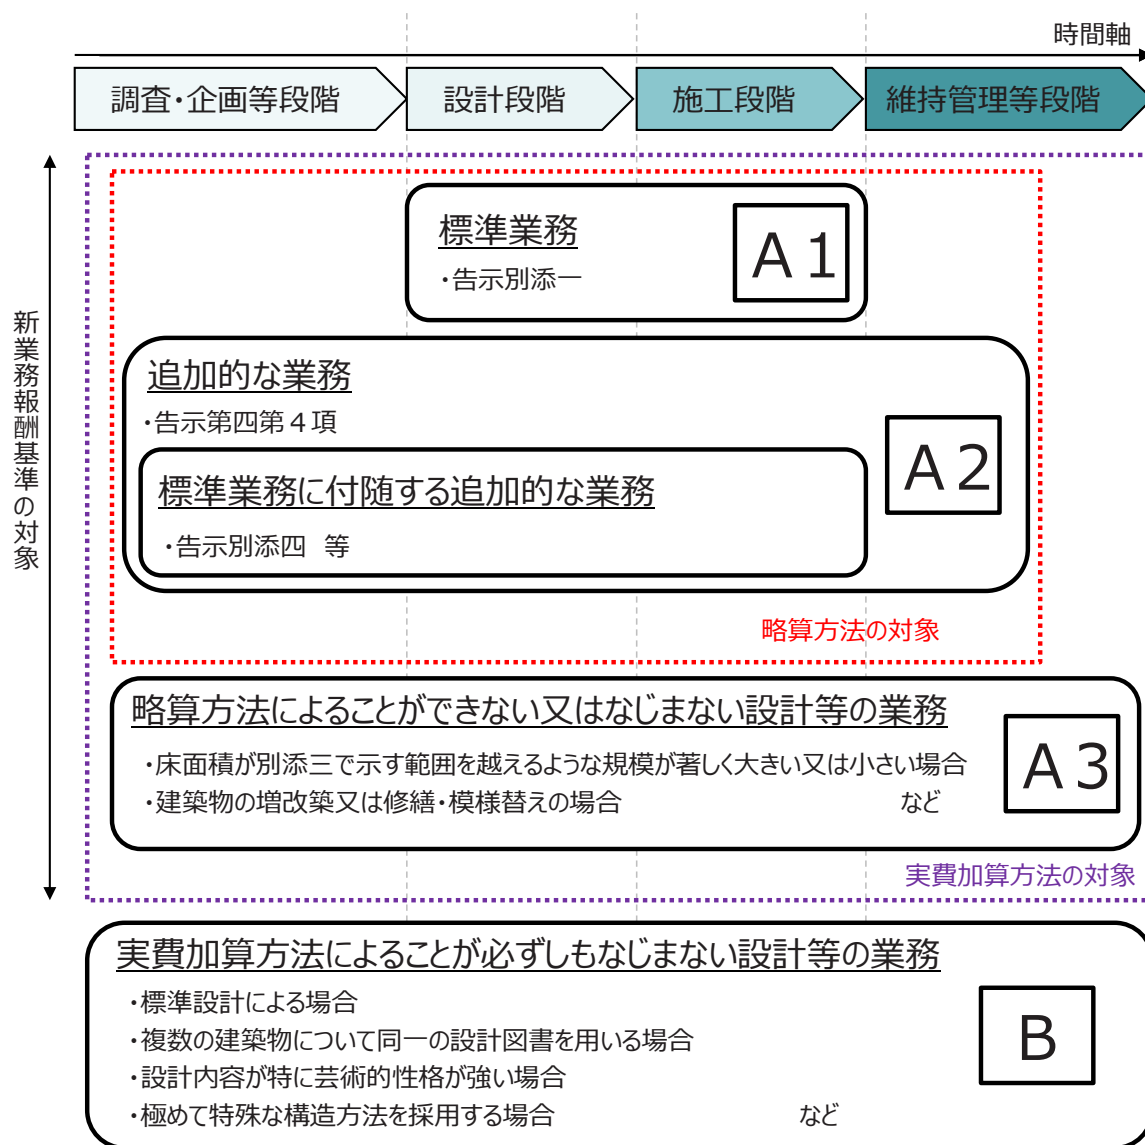 時間軸
調査・企画等段階
設計段階
施工段階
維持管理等段階
新業務報酬基準の対象
標準業務
・告示別添一
A1
追加的な業務
・告示第四第4項
標準業務に付随する追加的な業務
・告示別添四 等
A2
略算方法の対象
略算方法によることができない又はなじまない設計等の業務
・床面積が別添三で示す範囲を越えるような規模が著しく大きい又は小さい場合
・建築物の増改築又は修繕・模様替えの場合 など
A3
実費加算方法の対象
実費加算方法によることが必ずしもなじまない設計等の業務
・標準設計による場合
・複数の建築物について同一の設計図書を用いる場合
・設計内容が特に芸術的性格が強い場合
・極めて特殊な構造方法を採用する場合 など
B